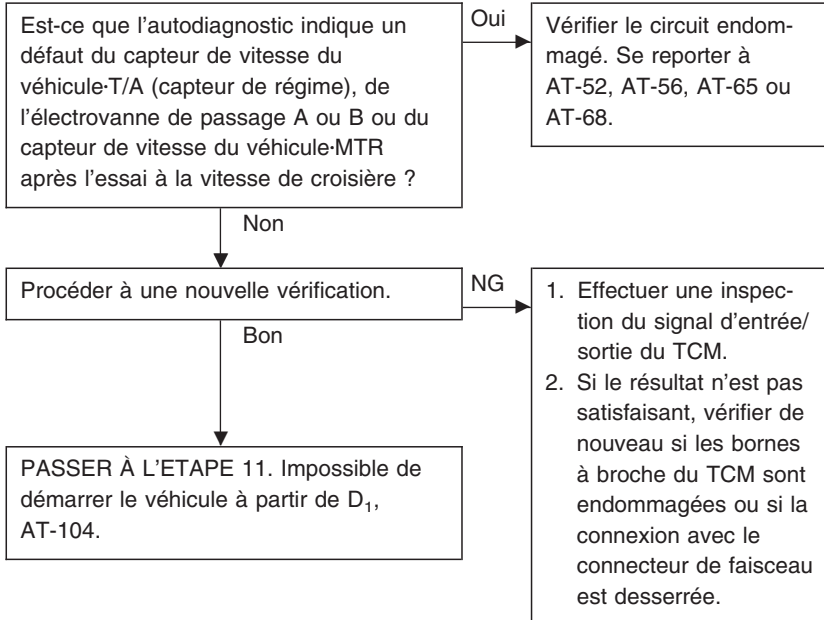 Est-ce que l'autodiagnostic indique un
défaut du capteur de vitesse du
véhicule·T/A (capteur de régime), de
l'électrovanne de passage A ou B ou du
capteur de vitesse du véhicule·MTR
après l'essai à la vitesse de croisière ?
Oui
Vérifier le circuit endom-
magé. Se reporter à
AT-52, AT-56, AT-65 ou
AT-68.
Non
Procéder à une nouvelle vérification.
NG
1. Effectuer une inspec-
tion du signal d'entrée/
sortie du TCM.
2. Si le résultat n'est pas
satisfaisant, vérifier de
nouveau si les bornes
à broche du TCM sont
endommagées ou si la
connexion avec le
connecteur de faisceau
est desserrée.
Bon
PASSER À L'ETAPE 11. Impossible de
démarrer le véhicule à partir de D₁,
AT-104.